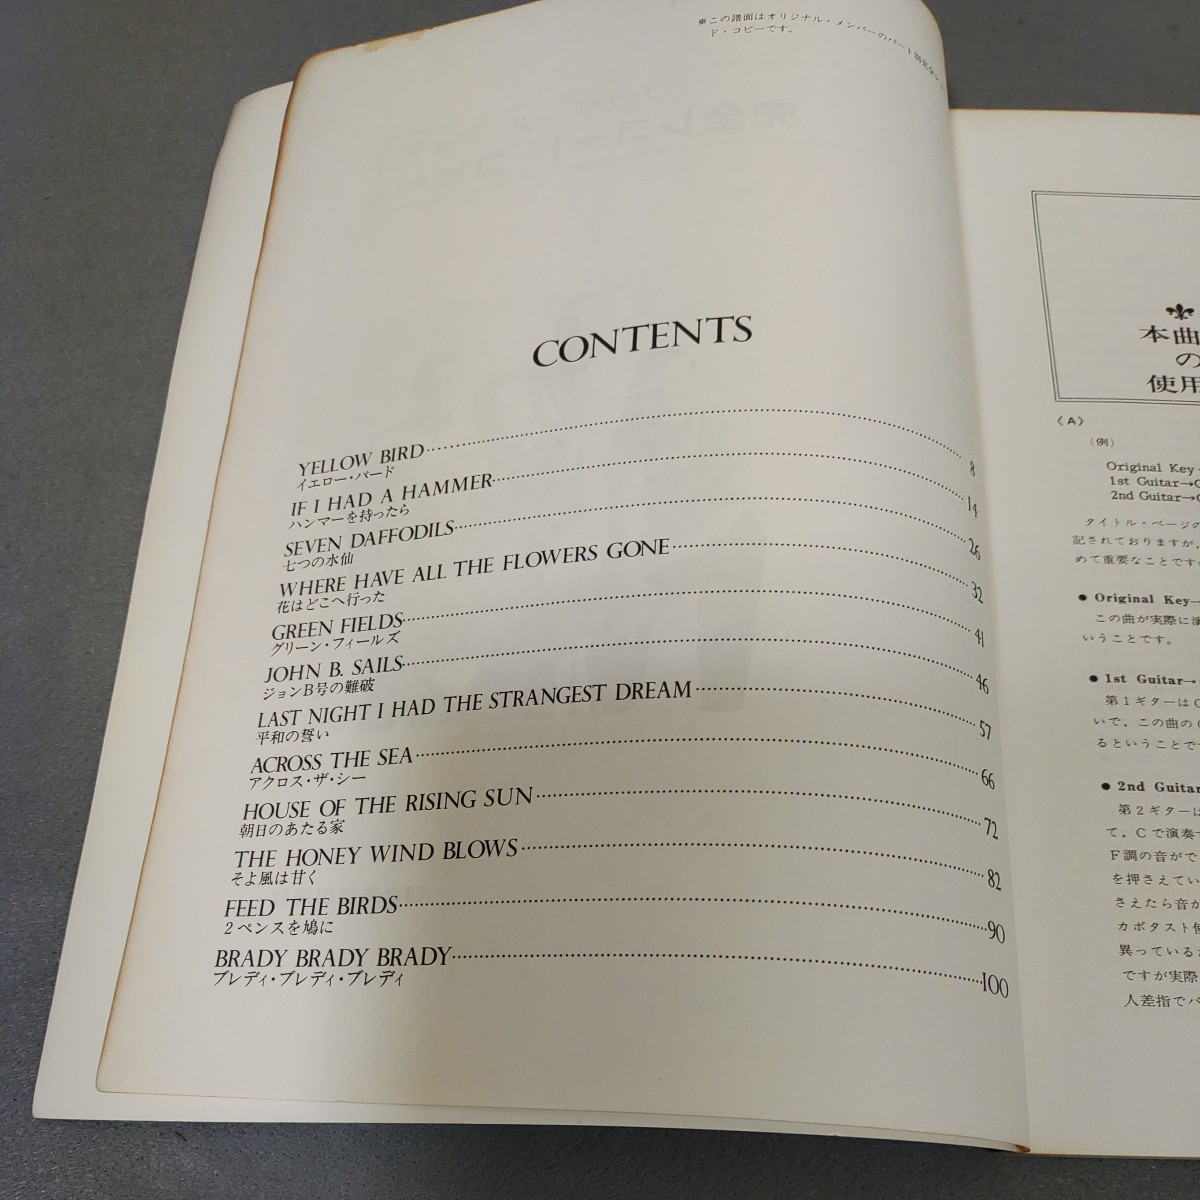 ※この譜面はオリジナル・メンバーのパート別完全レコー
ド・コピーです。
CONTENTS
YELLOW BIRD 8
イエロー・バード
IF I HAD A HAMMER 14
ハンマーを持ったら
SEVEN DAFFODILS 26
七つの水仙
WHERE HAVE ALL THE FLOWERS GONE 32
花はどこへ行った
GREEN FIELDS 41
グリーン・フィールズ
JOHN B. SAILS 46
ジョンB号の難破
LAST NIGHT I HAD THE STRANGEST DREAM 57
平和の誓い
ACROSS THE SEA 66
アクロス・ザ・シー
HOUSE OF THE RISING SUN 72
朝日のあたる家
THE HONEY WIND BLOWS 82
そよ風は甘く
FEED THE BIRDS 90
2ペンスを鳩に
BRADY BRADY BRADY 100
ブレディ・ブレディ・ブレディ
本曲
の
使用
《A》
(例)
Original Key
1st Guitar→
2nd Guitar→
タイトル・ページの
記されておりますが、
めて重要なことです
● Original Key
この曲が実際に演
いうことです。
● 1st Guitar→
第1ギターはC
いで、この曲の
るということで
● 2nd Guitar
第2ギターは
て、Cで演奏
F調の音がで
を押さえてい
さえたら音が
カポタスト使
異っている
ですが実際
人差指でバ